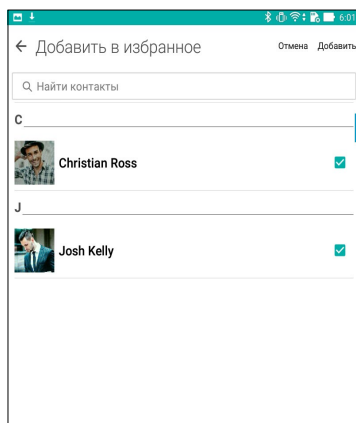 6:01
Добавить в избранное Отмена Добавить
Найти контакты
C
Christian Ross
J
Josh Kelly